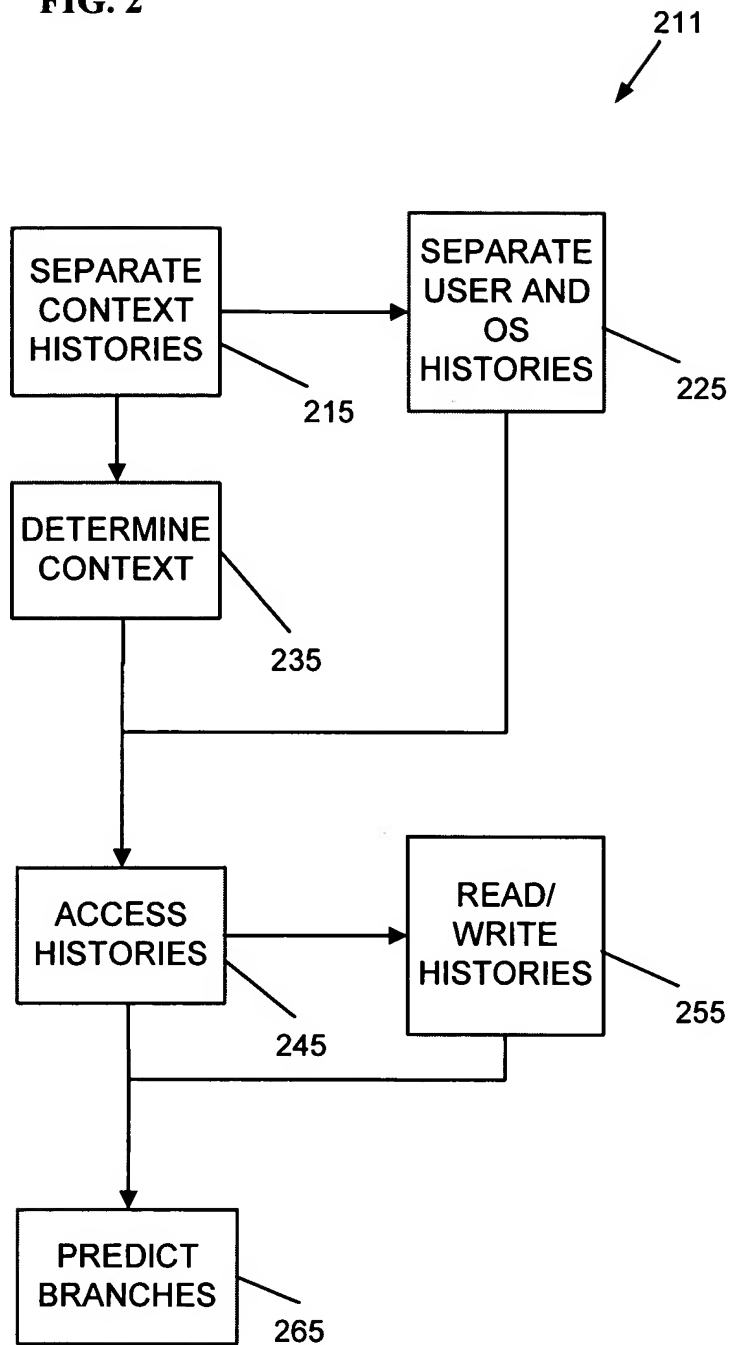 FIG. 2
211
SEPARATE
CONTEXT
HISTORIES
215
SEPARATE
USER AND
OS
HISTORIES
225
DETERMINE
CONTEXT
235
ACCESS
HISTORIES
245
READ/
WRITE
HISTORIES
255
PREDICT
BRANCHES
265